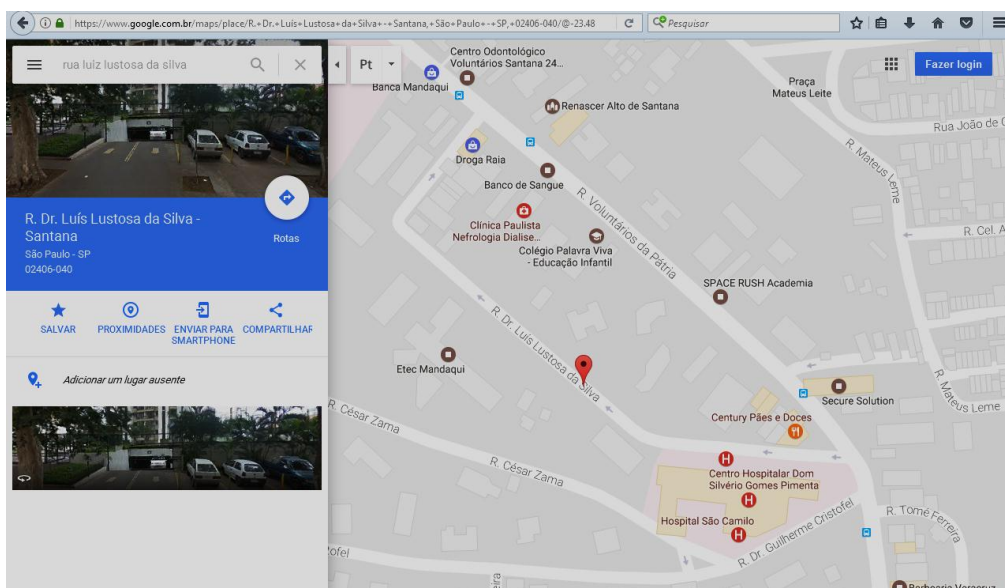 https://www.google.com.br/maps/place/R.+Dr.+Luís+Lustosa+da+Silva+-+Santana,+São+Paulo+-+SP,+02406-040/@-23.48
Pesquisar
rua luiz lustosa da silva
Pt
Fazer login
R. Dr. Luís Lustosa da Silva -
Santana
São Paulo - SP
02406-040
Rotas
SALVAR
PROXIMIDADES
ENVIAR PARA
SMARTPHONE
COMPARTILHAR
Adicionar um lugar ausente
Centro Odontológico
Voluntários Santana 24...
Banca Mandaqui
Renascer Alto de Santana
Praça
Mateus Leite
Rua João de
R. Mateus Leme
Droga Raia
Banco de Sangue
Clínica Paulista
Nefrologia Dialise...
R. Voluntários da Pátria
Colégio Palavra Viva
- Educação Infantil
R. Cel. A
SPACE RUSH Academia
R. Dr. Luís Lustosa da Silva
Etec Mandaqui
Secure Solution
R. Mateus Leme
R. César Zama
Century Pães e Doces
R. César Zama
Centro Hospitalar Dom
Silvério Gomes Pimenta
Hospital São Camilo
R. Dr. Guilherme Cristofel
R. Tomé Ferreira
tofel